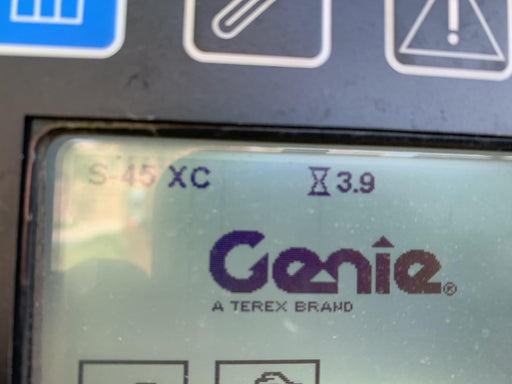 S-45 XC 3.9
Genie®
A TEREX BRAND